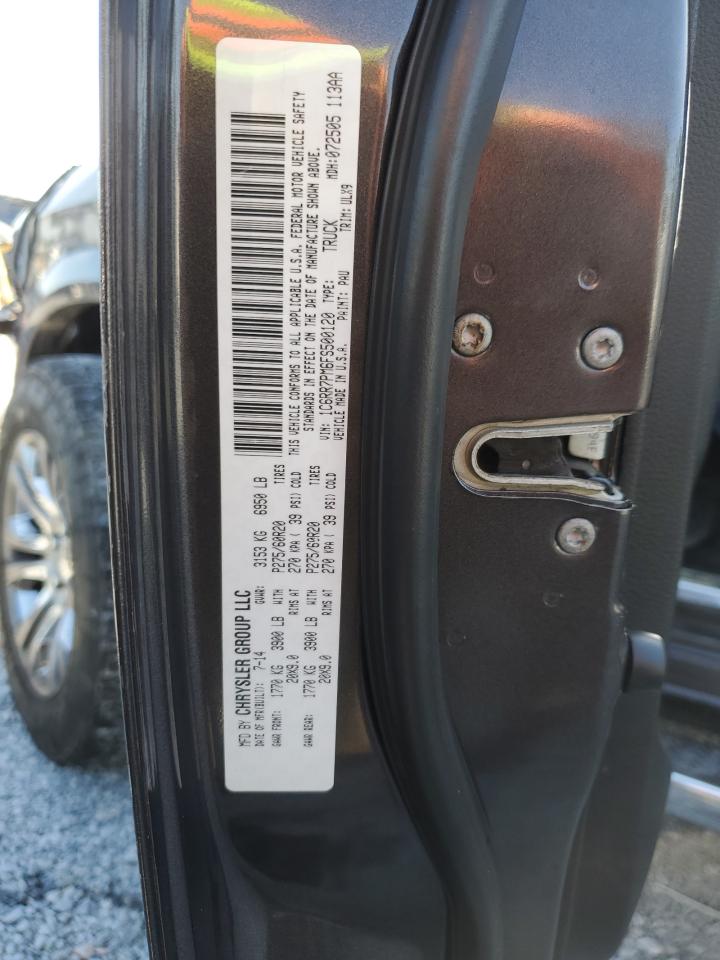 MFD BY CHRYSLER GROUP LLC
DATE OF MFR(BUILT): 7-14 GVWR: 3153 KG 6950 LB
GAWR FRONT: 1770 KG 3900 LB WITH P275/60R20 TIRES
20X9.0 RIMS AT 270 KPA ( 39 PSI) COLD
GAWR REAR: 1770 KG 3900 LB WITH P275/60R20 TIRES
20X9.0 RIMS AT 270 KPA ( 39 PSI) COLD
THIS VEHICLE CONFORMS TO ALL APPLICABLE U.S.A. FEDERAL MOTOR VEHICLE SAFETY
STANDARDS IN EFFECT ON THE DATE OF MANUFACTURE SHOWN ABOVE.
VIN: 1C6RR7PM6FS500120 TYPE: TRUCK MDH:072505 113AA
VEHICLE MADE IN U.S.A. PAINT: PAU TRIM: ULX9